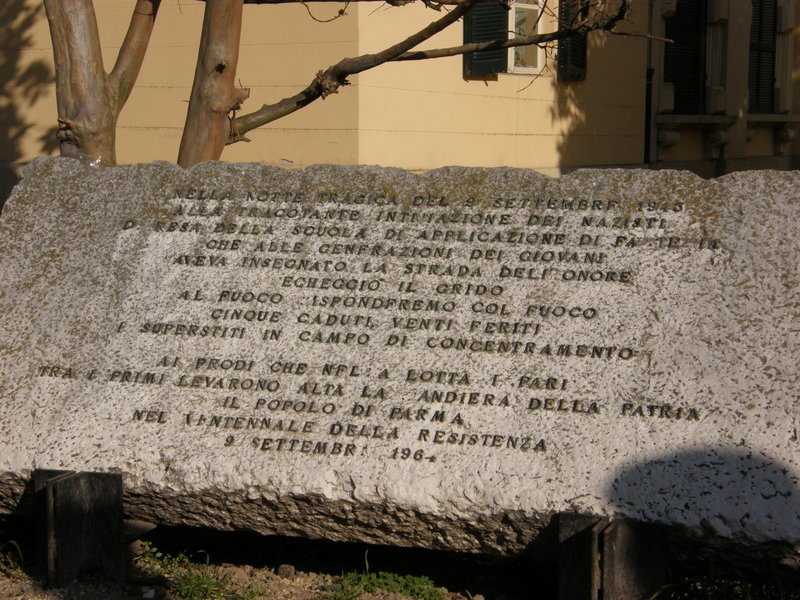 NELLA NOTTE TRAGICA DEL 8 SETTEMBRE 1943
ALLA TRACOTANTE INTIMAZIONE DEI NAZISTI
DI RESA DELLA SCUOLA DI APPLICAZIONE DI FANTERIA
CHE ALLE GENERAZIONI DEI GIOVANI
AVEVA INSEGNATO LA STRADA DELL'ONORE
ECHEGGIÒ IL GRIDO
AL FUOCO RISPONDEREMO COL FUOCO
CINQUE CADUTI, VENTI FERITI
I SUPERSTITI IN CAMPO DI CONCENTRAMENTO
AI PRODI CHE NELLA LOTTA I PARI
TRA I PRIMI LEVARONO ALTA LA BANDIERA DELLA PATRIA
IL POPOLO DI PARMA
NEL VENTENNALE DELLA RESISTENZA
9 SETTEMBRE 1964